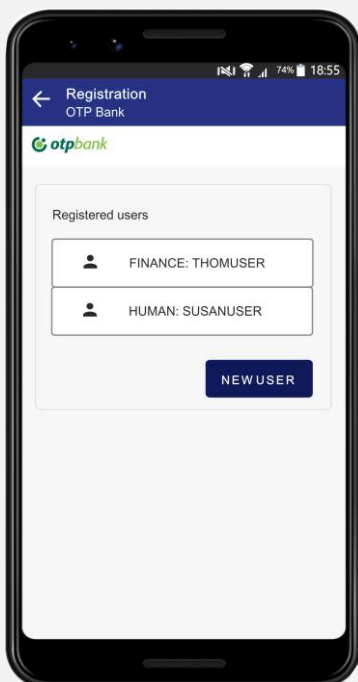 74% 18:55
Registration
OTP Bank
otpbank
Registered users
FINANCE: THOMUSER
HUMAN: SUSANUSER
NEW USER